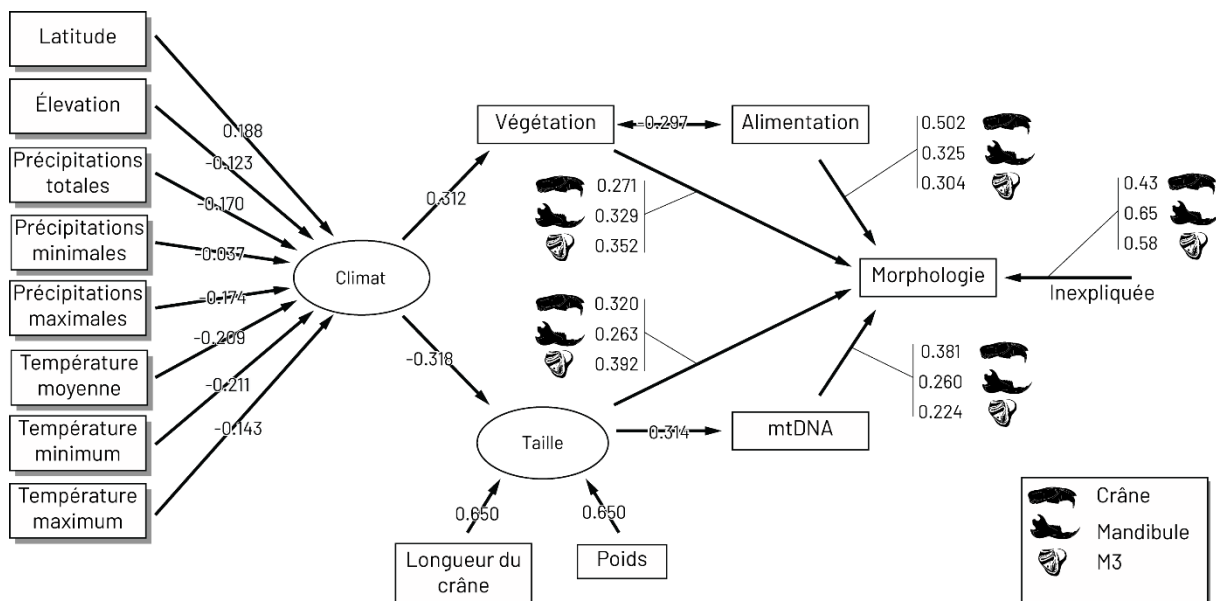 Latitude
Élevation
Précipitations
totales
Précipitations
minimales
Précipitations
maximales
Température
moyenne
Température
minimum
Température
maximum
0.188
-0.123
-0.170
-0.037
-0.174
-0.209
-0.211
-0.143
Climat
0.312
-0.318
Végétation
-0.297
Alimentation
0.271
0.329
0.352
0.502
0.325
0.304
0.43
0.65
0.58
Morphologie
Inexpliquée
0.320
0.263
0.392
0.381
0.260
0.224
Taille
0.314
mtDNA
0.650
0.650
Longueur du
crâne
Poids
Crâne
Mandibule
M3